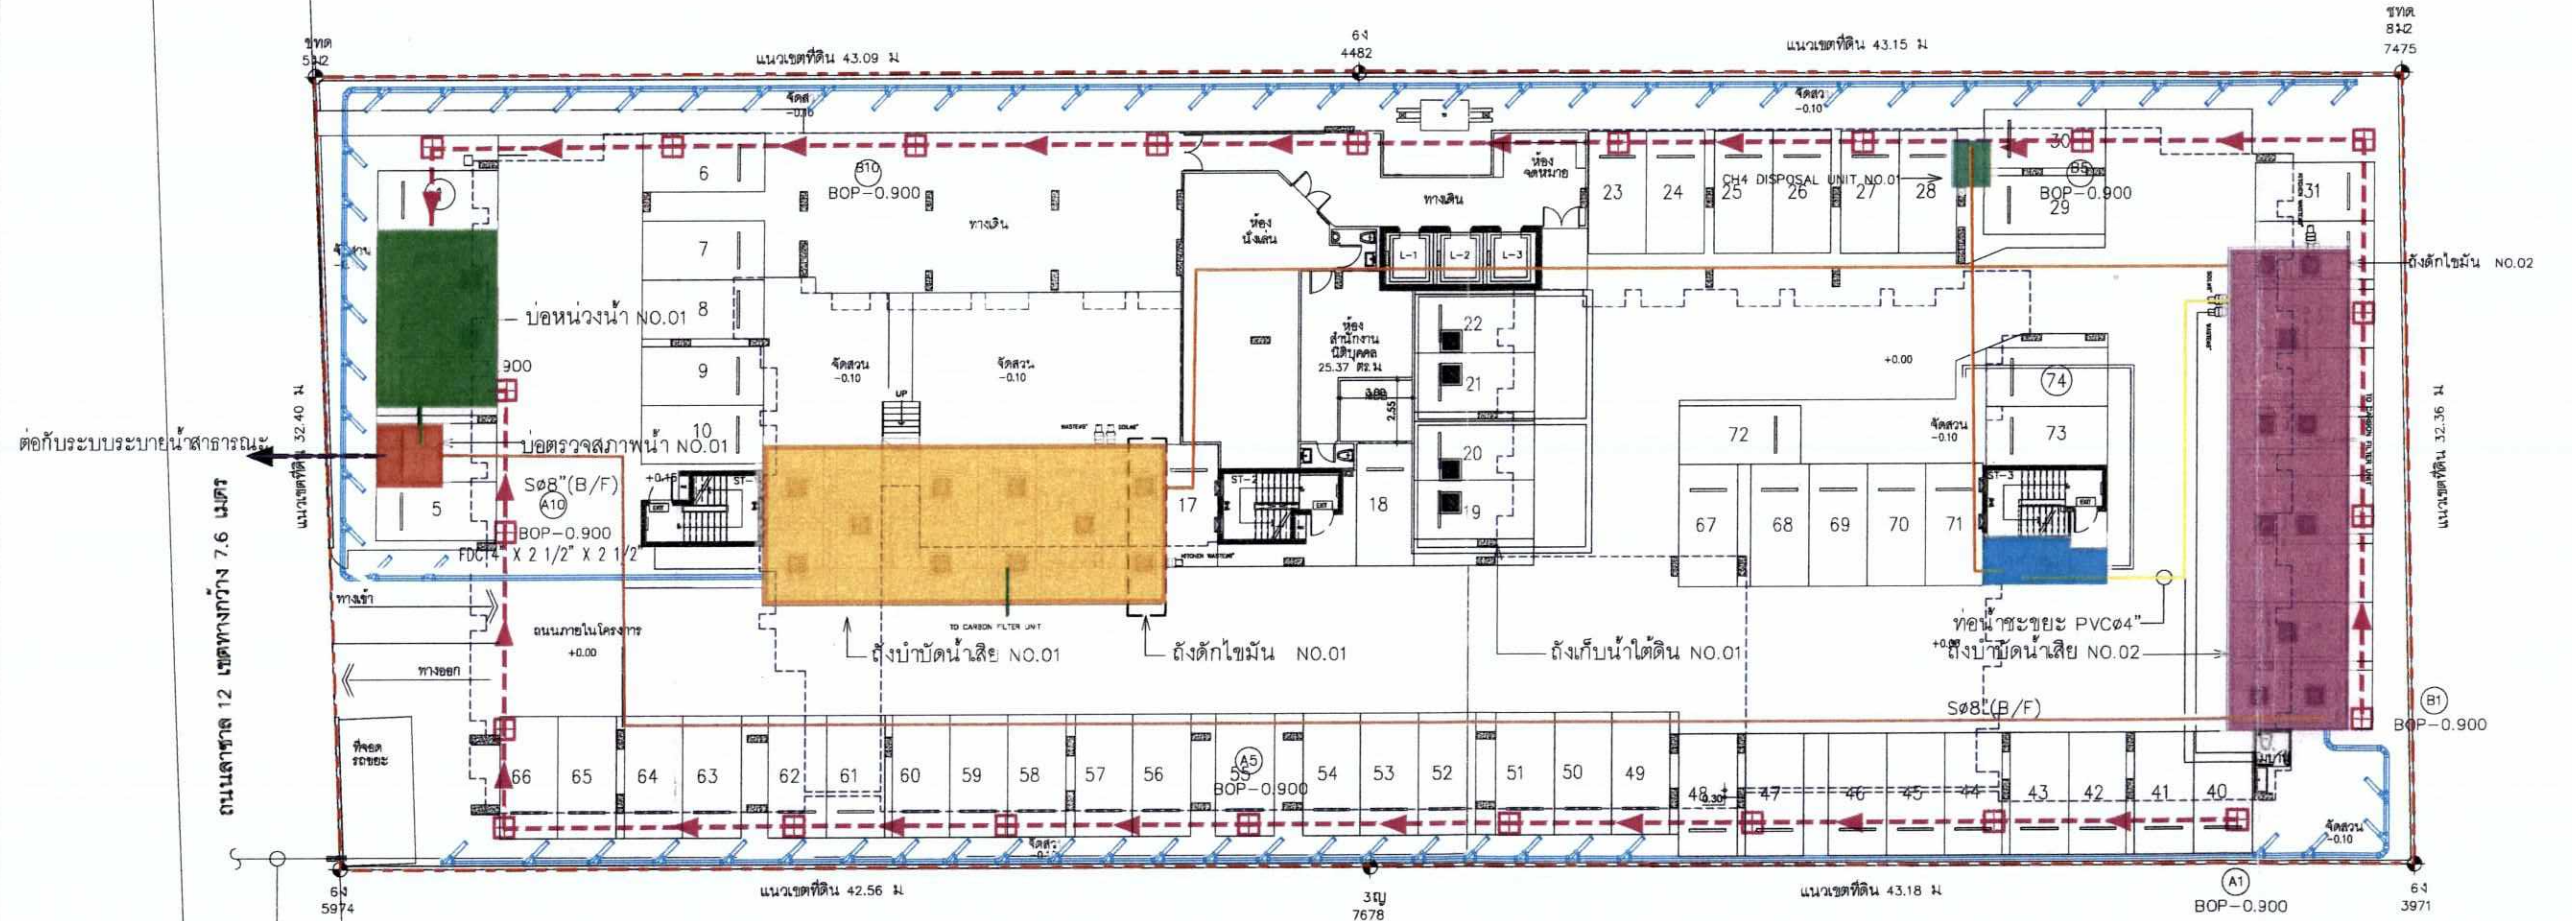 ชทด
5ม2
แนวเขตที่ดิน 43.09 ม
6ง
4482
แนวเขตที่ดิน 43.15 ม
ชทด
8ม2
7475
จัดส
จัดสว
-0.10
6
B10
BOP-0.900
ห้อง
จดหมาย
23
24
CH4 DISPOSAL UNIT NO.01
25
26
27
28
30
B5
BOP-0.900
29
31
ทางเดิน
ทางเดิน
ห้อง
นั่งเล่น
7
L-1
L-2
L-3
ถังดักไขมัน NO.02
บ่อหน่วงน้ำ NO.01
8
22
ห้อง
สำนักงาน
นิติบุคคล
25.37 ตร.ม
+0.00
900
9
จัดสวน
-0.10
จัดสวน
-0.10
21
74
UP
2.55
แนวเขตที่ดิน 32.40 ม
แนวเขตที่ดิน 32.36 ม
TO CARBON FILTER UNIT
ต่อกับระบบระบายน้ำสาธารณะ
บ่อตรวจสภาพน้ำ NO.01
10
72
จัดสวน
-0.10
73
20
Sø8"(B/F)
A10
BOP-0.900
+0.15
ST-2
ST-3
EXIT
EXIT
EXIT
5
17
18
19
67
68
69
70
71
FDC 4" X 2 1/2" X 2 1/2"
KITCHEN WASTE6"
ทางเข้า
ถนนภายในโครงการ
+0.00
TO CARBON FILTER UNIT
ถังบำบัดน้ำเสีย NO.01
ถังดักไขมัน NO.01
ถังเก็บน้ำใต้ดิน NO.01
ท่อน้ำชะขยะ PVCø4"
ถังบำบัดน้ำเสีย NO.02
ทางออก
ถนนลาซาล 12 เขตทางกว้าง 7.6 เมตร
Sø8"(B/F)
B1
BOP-0.900
ที่จอด
รถขยะ
66
65
64
63
62
61
60
59
58
57
56
55
A5
BOP-0.900
54
53
52
51
50
49
48
0.30
47
46
45
44
43
42
41
40
จัดสว
จัดสวน
-0.10
6ง
5974
แนวเขตที่ดิน 42.56 ม
3ญ
7678
แนวเขตที่ดิน 43.18 ม
A1
BOP-0.900
6ง
3971